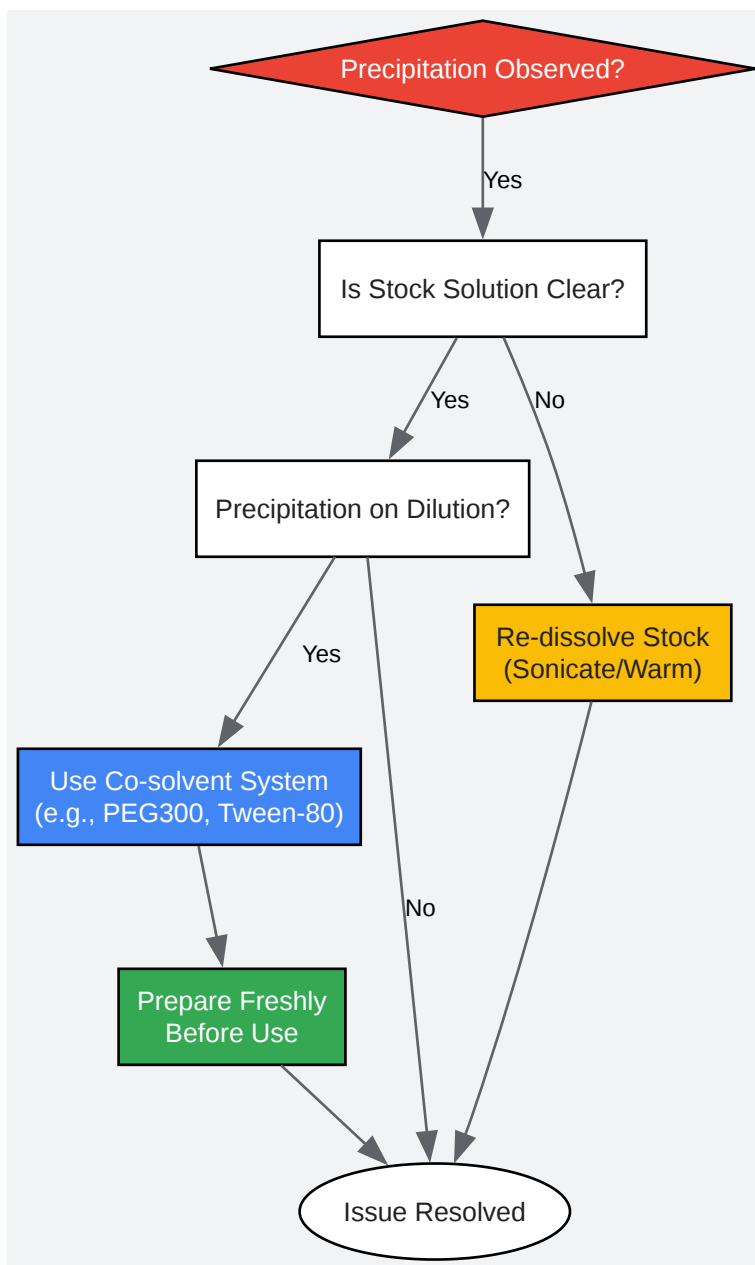 Precipitation Observed?
Yes
Is Stock Solution Clear?
Yes
No
Precipitation on Dilution?
Re-dissolve Stock
(Sonicate/Warm)
Yes
Use Co-solvent System
(e.g., PEG300, Tween-80)
No
Prepare Freshly
Before Use
Issue Resolved